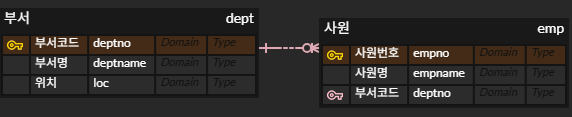 부서 dept
부서코드 deptno Domain Type
부서명 deptname Domain Type
위치 loc Domain Type
사원 emp
사원번호 empno Domain Type
사원명 empname Domain Type
부서코드 deptno Domain Type